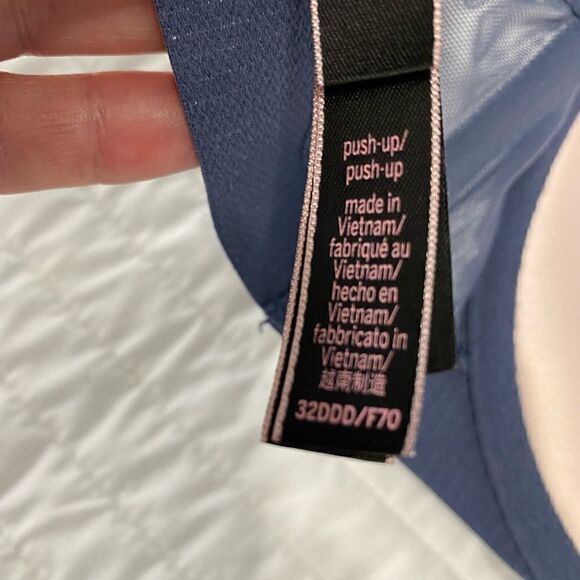 push-up/
push-up
made in
Vietnam/
fabriqué au
Vietnam/
hecho en
Vietnam/
fabbricato in
Vietnam/
越南制造
32DDD/F70